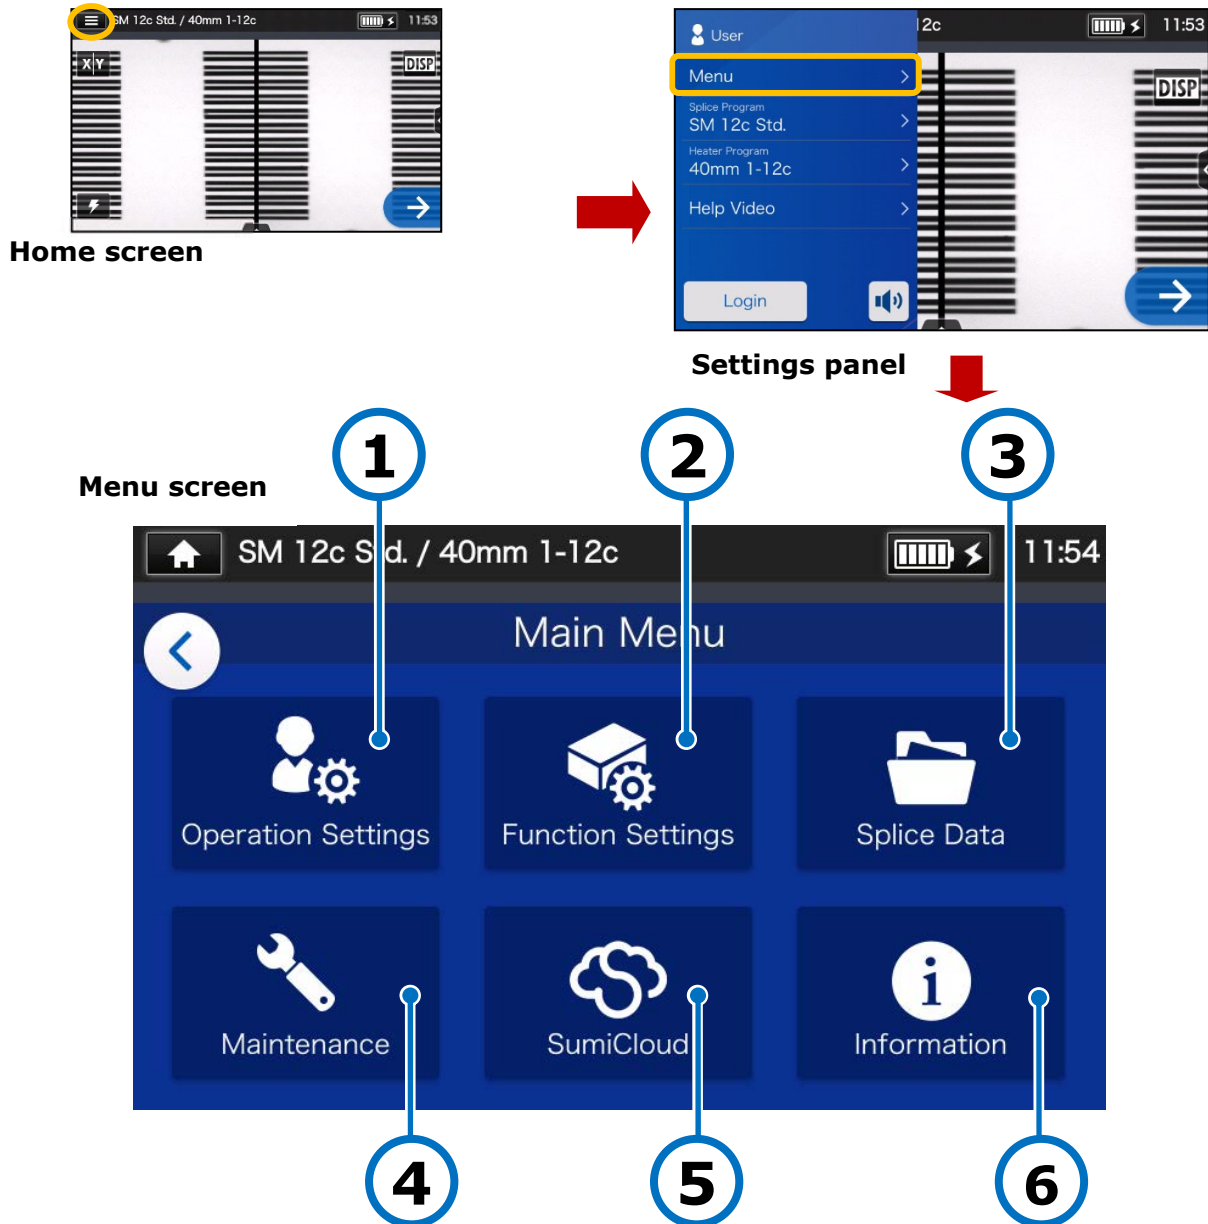 SM 12c Std. / 40mm 1-12c 11:53
X Y
DISP
Home screen
User
12c 11:53
Menu
DISP
Splice Program
SM 12c Std.
Heater Program
40mm 1-12c
Help Video
Login
Settings panel
1 2 3
Menu screen
SM 12c Std. / 40mm 1-12c 11:54
Main Menu
Operation Settings Function Settings Splice Data
Maintenance SumiCloud Information
4 5 6